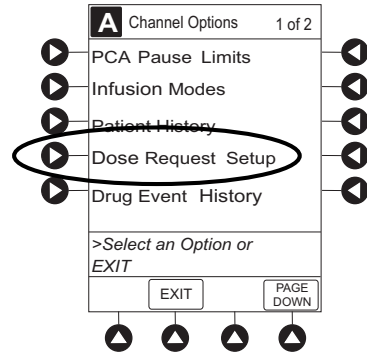 A Channel Options 1 of 2
PCA Pause Limits
Infusion Modes
Patient History
Dose Request Setup
Drug Event History
>Select an Option or
EXIT
EXIT PAGE
DOWN